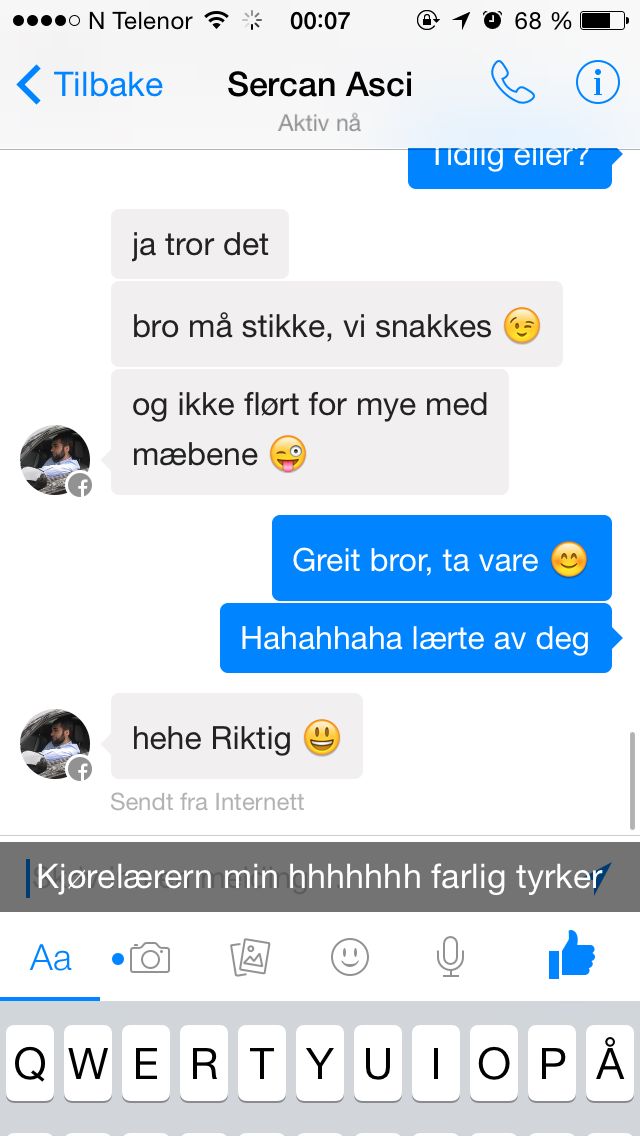 N Telenor 00:07 68 %
Tilbake Sercan Asci
Aktiv nå
Tidlig eller?
ja tror det
bro må stikke, vi snakkes
og ikke flørt for mye med
mæbene
Greit bror, ta vare
Hahahhaha lærte av deg
hehe Riktig
Sendt fra Internett
Kjørelærern min hhhhhhh farlig tyrker
Aa
Q W E R T Y U I O P Å